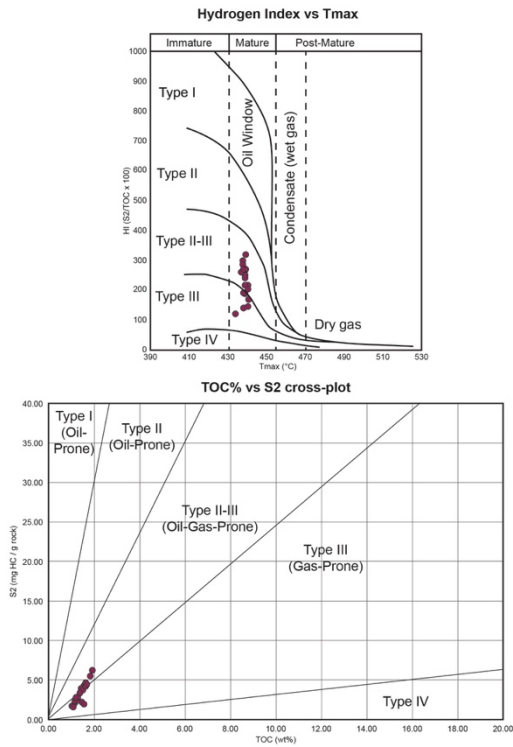 Hydrogen Index vs Tmax
Immature
Mature
Post-Mature
1000
900
800
700
600
500
400
300
200
100
0
HI (S2/TOC x 100)
Type I
Type II
Type II-III
Type III
Type IV
Oil Window
Condensate (wet gas)
Dry gas
390
410
430
450
470
490
510
530
Tmax (°C)
TOC% vs S2 cross-plot
40.00
35.00
30.00
25.00
20.00
15.00
10.00
5.00
0.00
S2 (mg HC / g rock)
Type I
(Oil-
Prone)
Type II
(Oil-Prone)
Type II-III
(Oil-Gas-Prone)
Type III
(Gas-Prone)
Type IV
0.00
2.00
4.00
6.00
8.00
10.00
12.00
14.00
16.00
18.00
20.00
TOC (wt%)